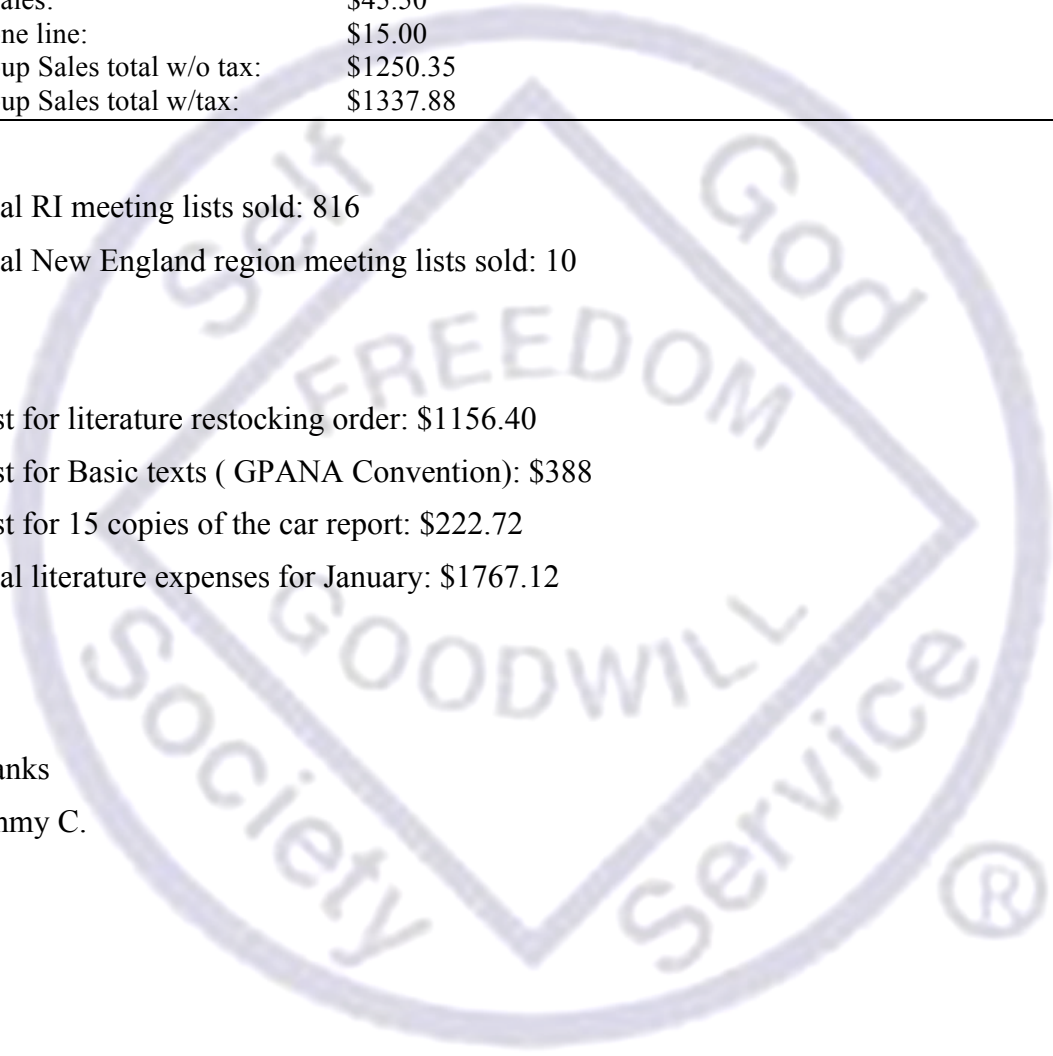 ales: $45.50
ne line: $15.00
up Sales total w/o tax: $1250.35
up Sales total w/tax: $1337.88
al RI meeting lists sold: 816
al New England region meeting lists sold: 10
st for literature restocking order: $1156.40
st for Basic texts ( GPANA Convention): $388
st for 15 copies of the car report: $222.72
al literature expenses for January: $1767.12
anks
nmy C.
Self
God
FREEDOM
GOODWILL
Society
Service
®